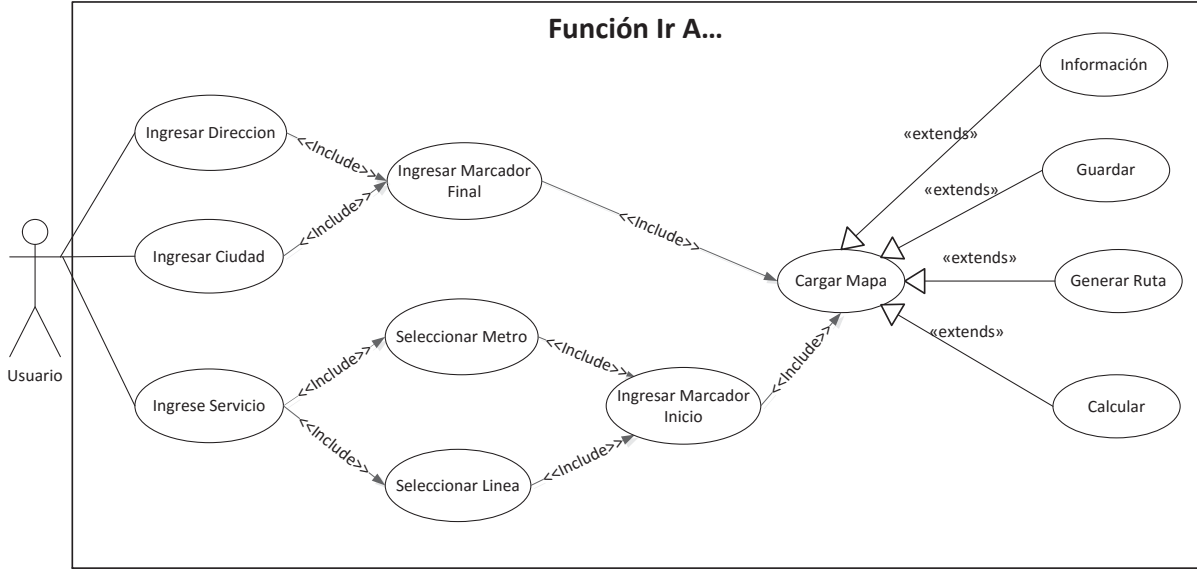 Función Ir A...
Información
«extends»
Ingresar Direccion
<<Include>>
Ingresar Marcador
Final
Guardar
«extends»
<<Include>>
<<Include>>
Ingresar Ciudad
Cargar Mapa
«extends»
Generar Ruta
Usuario
Seleccionar Metro
<<Include>>
<<Include>>
<<Include>>
«extends»
Ingrese Servicio
Ingresar Marcador
Inicio
Calcular
<<Include>>
<<Include>>
Seleccionar Linea